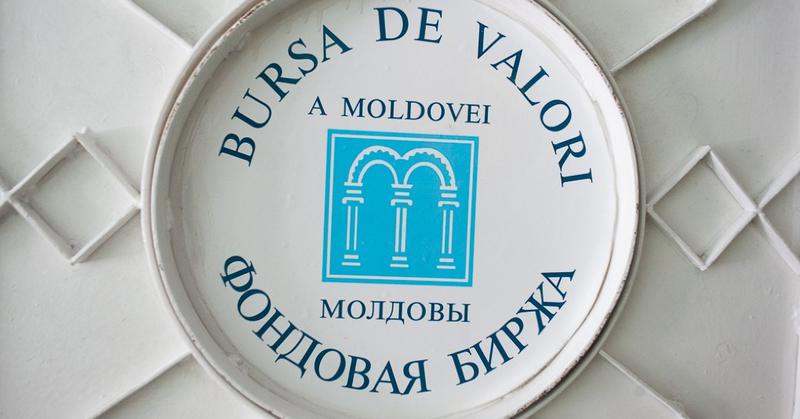 BURSA DE VALORI
A MOLDOVEI
МОЛДОВЫ
ФОНДОВАЯ БИРЖА